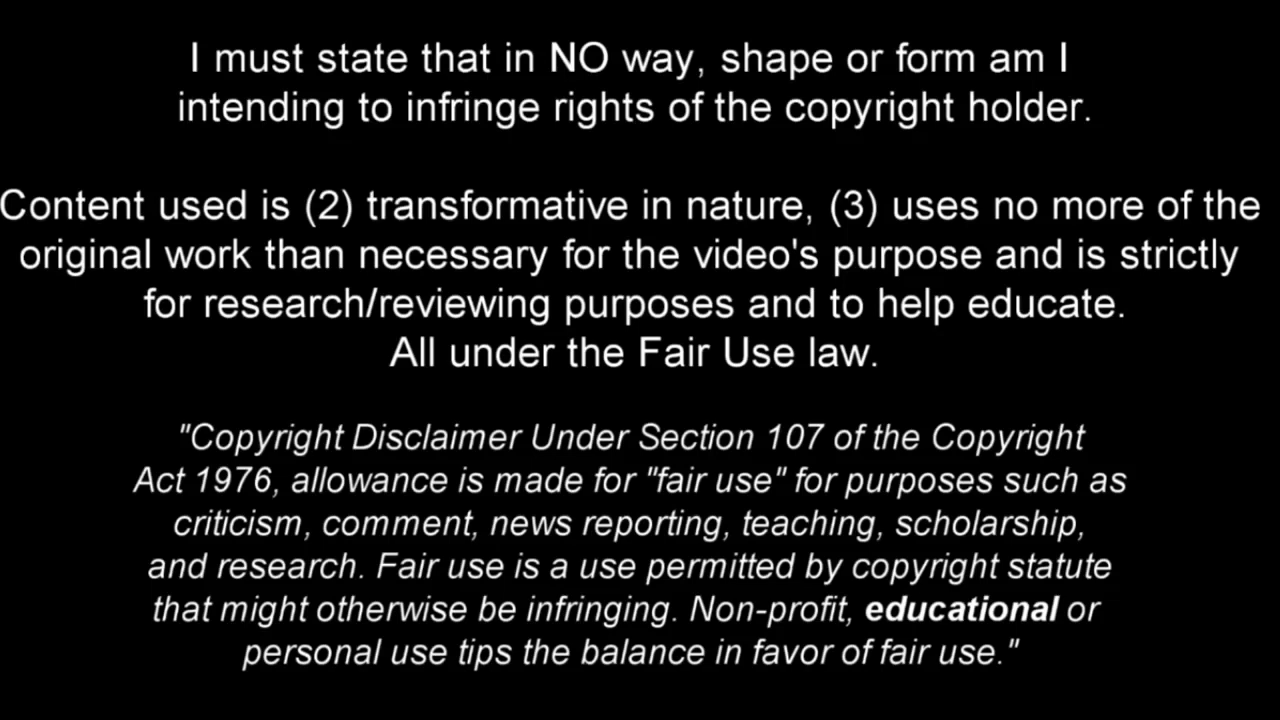 I must state that in NO way, shape or form am I
intending to infringe rights of the copyright holder.
Content used is (2) transformative in nature, (3) uses no more of the
original work than necessary for the video's purpose and is strictly
for research/reviewing purposes and to help educate.
All under the Fair Use law.
"Copyright Disclaimer Under Section 107 of the Copyright
Act 1976, allowance is made for "fair use" for purposes such as
criticism, comment, news reporting, teaching, scholarship,
and research. Fair use is a use permitted by copyright statute
that might otherwise be infringing. Non-profit, educational or
personal use tips the balance in favor of fair use."